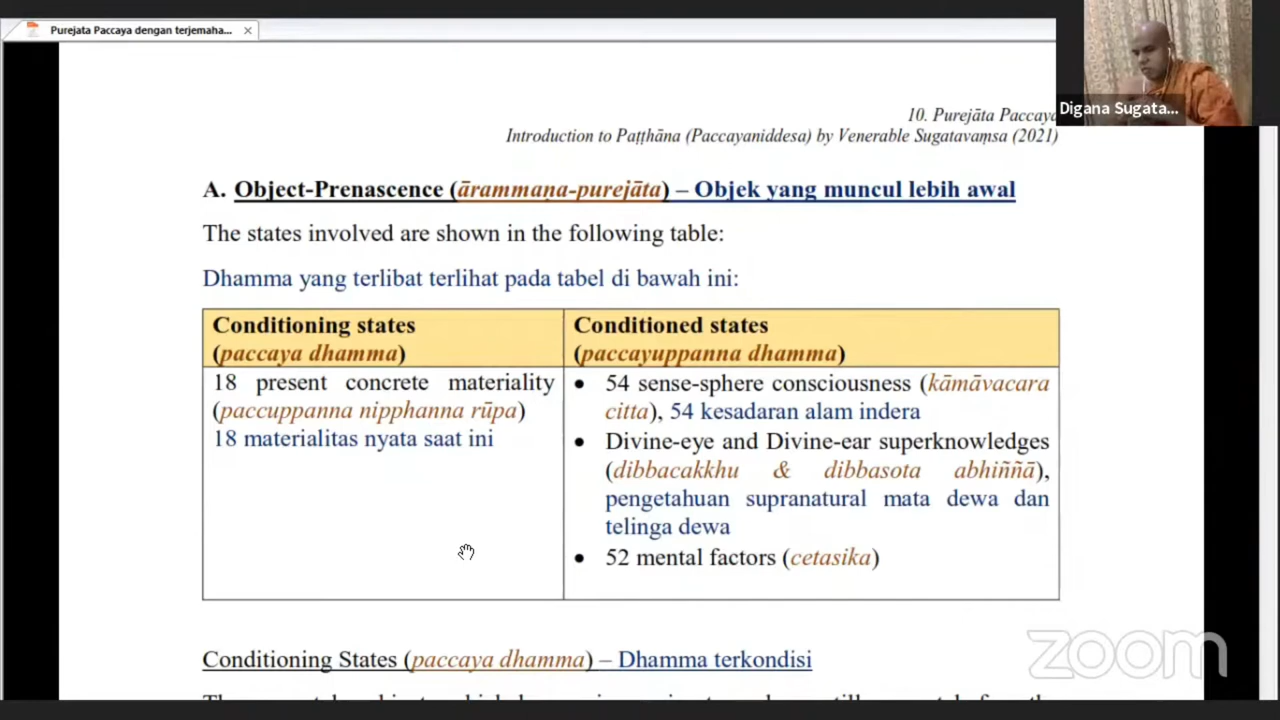 Purejata Paccaya dengan terjemaha...
Digana Sugata...
10. Purejāta Paccaya
Introduction to Paṭṭhāna (Paccayaniddesa) by Venerable Sugatavaṃsa (2021)
A. Object-Prenascence (ārammaṇa-purejāta) – Objek yang muncul lebih awal
The states involved are shown in the following table:
Dhamma yang terlibat terlihat pada tabel di bawah ini:
Conditioning states
(paccaya dhamma)
18 present concrete materiality
(paccuppanna nipphanna rūpa)
18 materialitas nyata saat ini
Conditioned states
(paccayuppanna dhamma)
• 54 sense-sphere consciousness (kāmāvacara
citta), 54 kesadaran alam indera
• Divine-eye and Divine-ear superknowledges
(dibbacakkhu & dibbasota abhiññā),
pengetahuan supranatural mata dewa dan
telinga dewa
• 52 mental factors (cetasika)
Conditioning States (paccaya dhamma) – Dhamma terkondisi
zoom